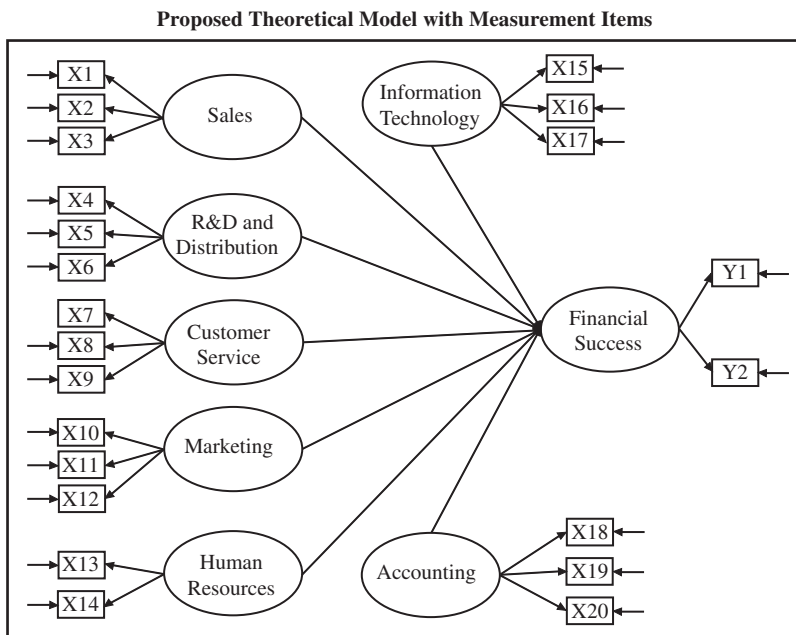 Proposed Theoretical Model with Measurement Items
X1
X2
X3
Sales
X4
X5
X6
R&D and
Distribution
X7
X8
X9
Customer
Service
X10
X11
X12
Marketing
X13
X14
Human
Resources
Information
Technology
X15
X16
X17
Financial
Success
Y1
Y2
Accounting
X18
X19
X20